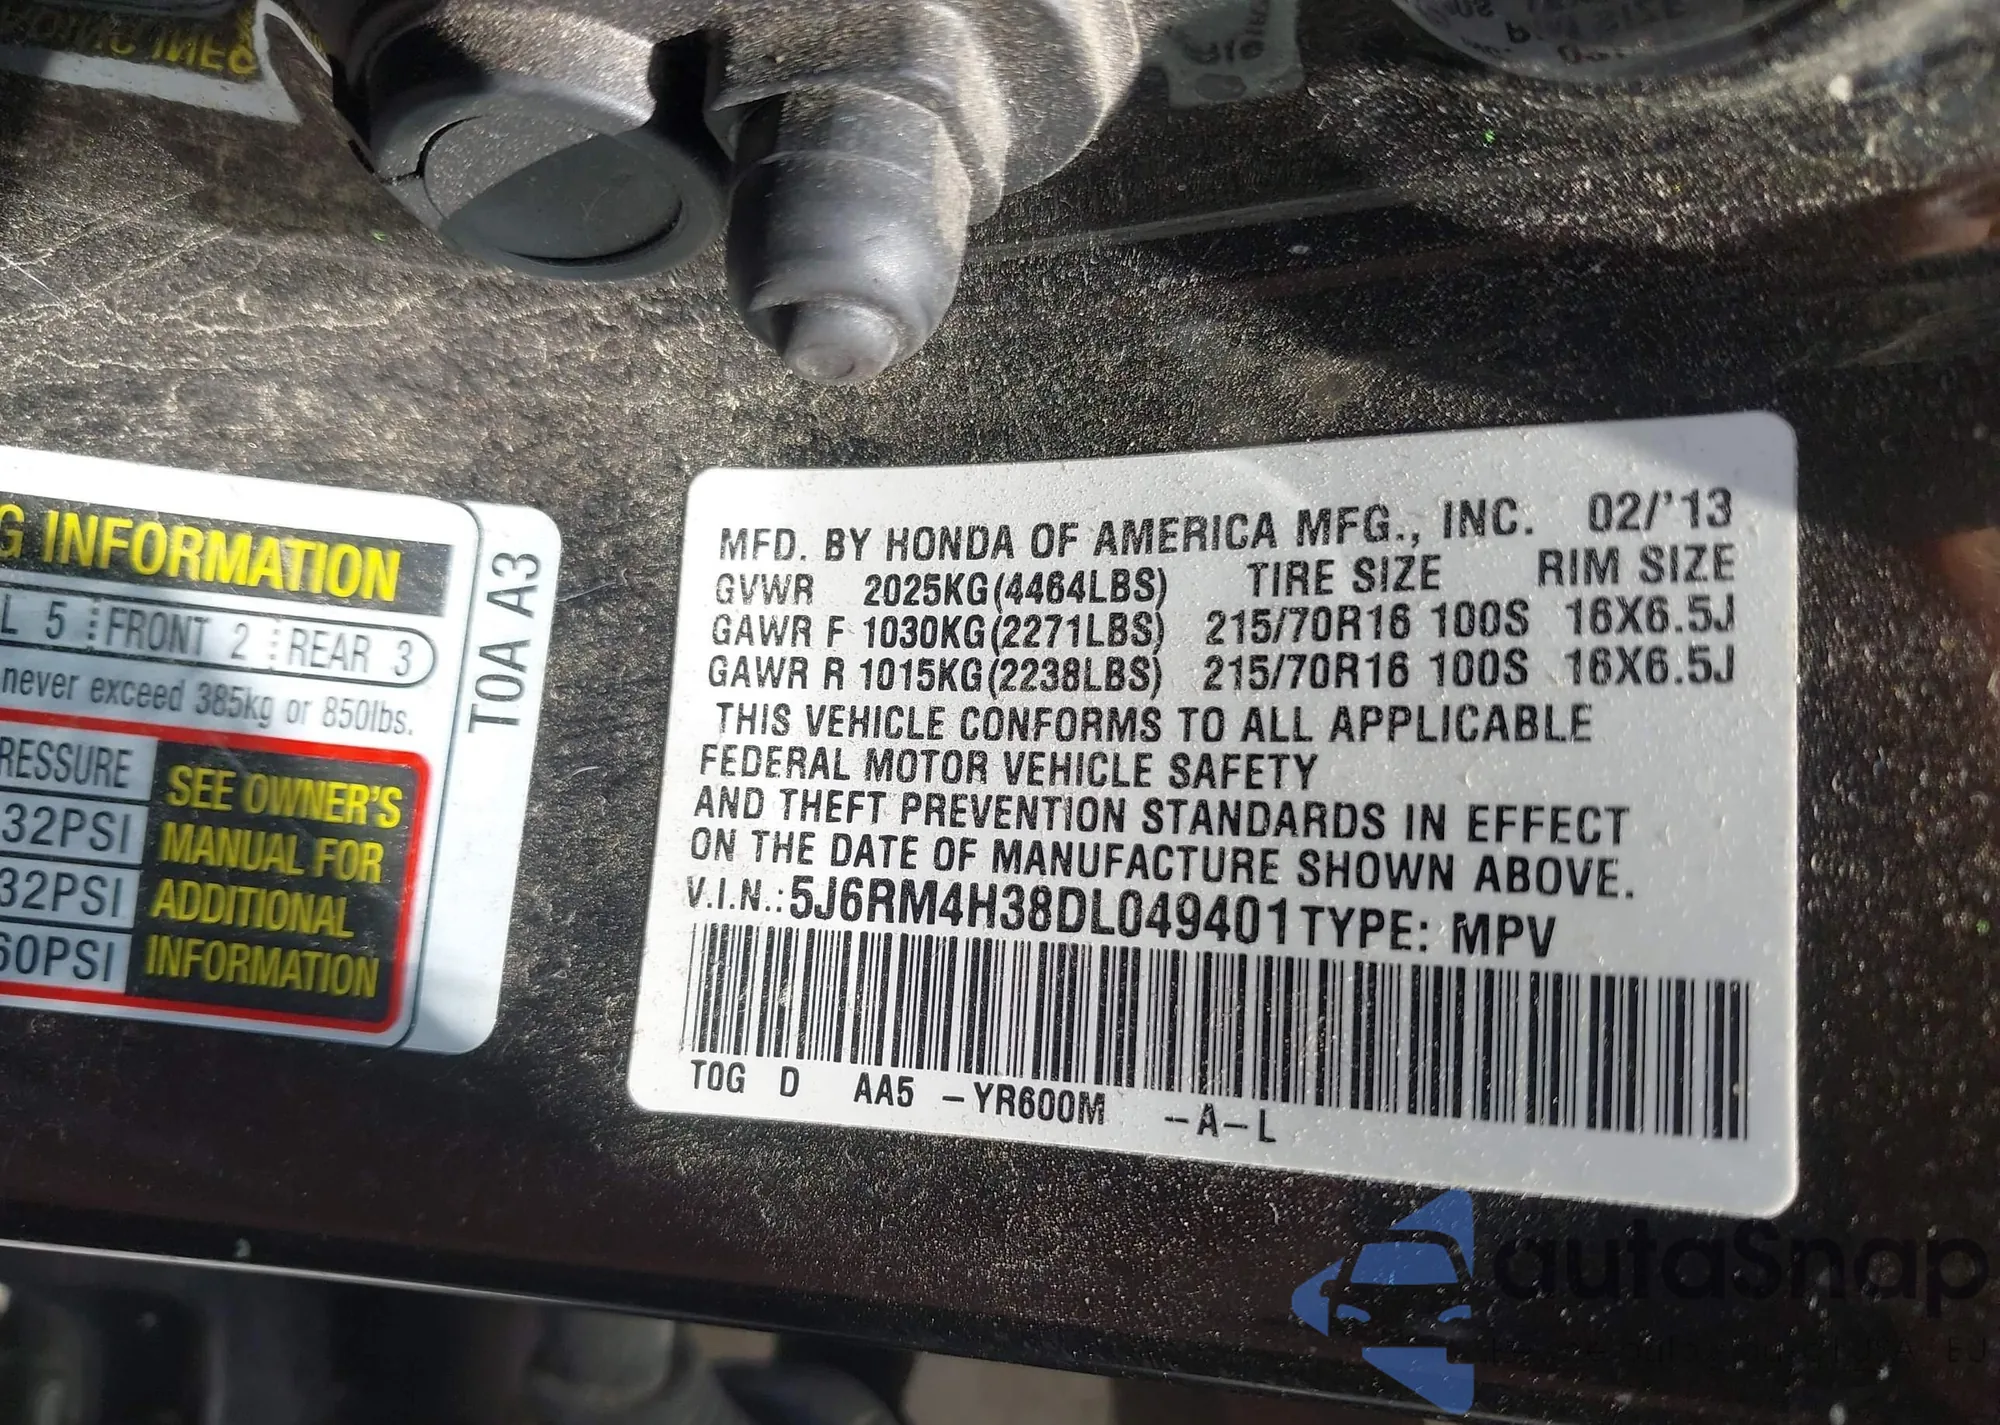 G INFORMATION
L 5 FRONT 2 REAR 3
never exceed 385kg or 850lbs.
RESSURE
32PSI
32PSI
60PSI
SEE OWNER'S
MANUAL FOR
ADDITIONAL
INFORMATION
T0A A3
MFD. BY HONDA OF AMERICA MFG., INC. 02/'13
GVWR 2025KG(4464LBS) TIRE SIZE RIM SIZE
GAWR F 1030KG(2271LBS) 215/70R16 100S 16X6.5J
GAWR R 1015KG(2238LBS) 215/70R16 100S 16X6.5J
THIS VEHICLE CONFORMS TO ALL APPLICABLE
FEDERAL MOTOR VEHICLE SAFETY
AND THEFT PREVENTION STANDARDS IN EFFECT
ON THE DATE OF MANUFACTURE SHOWN ABOVE.
V.I.N.: 5J6RM4H38DL049401 TYPE: MPV
T0G D AA5 -YR600M -A-L
autoSnap